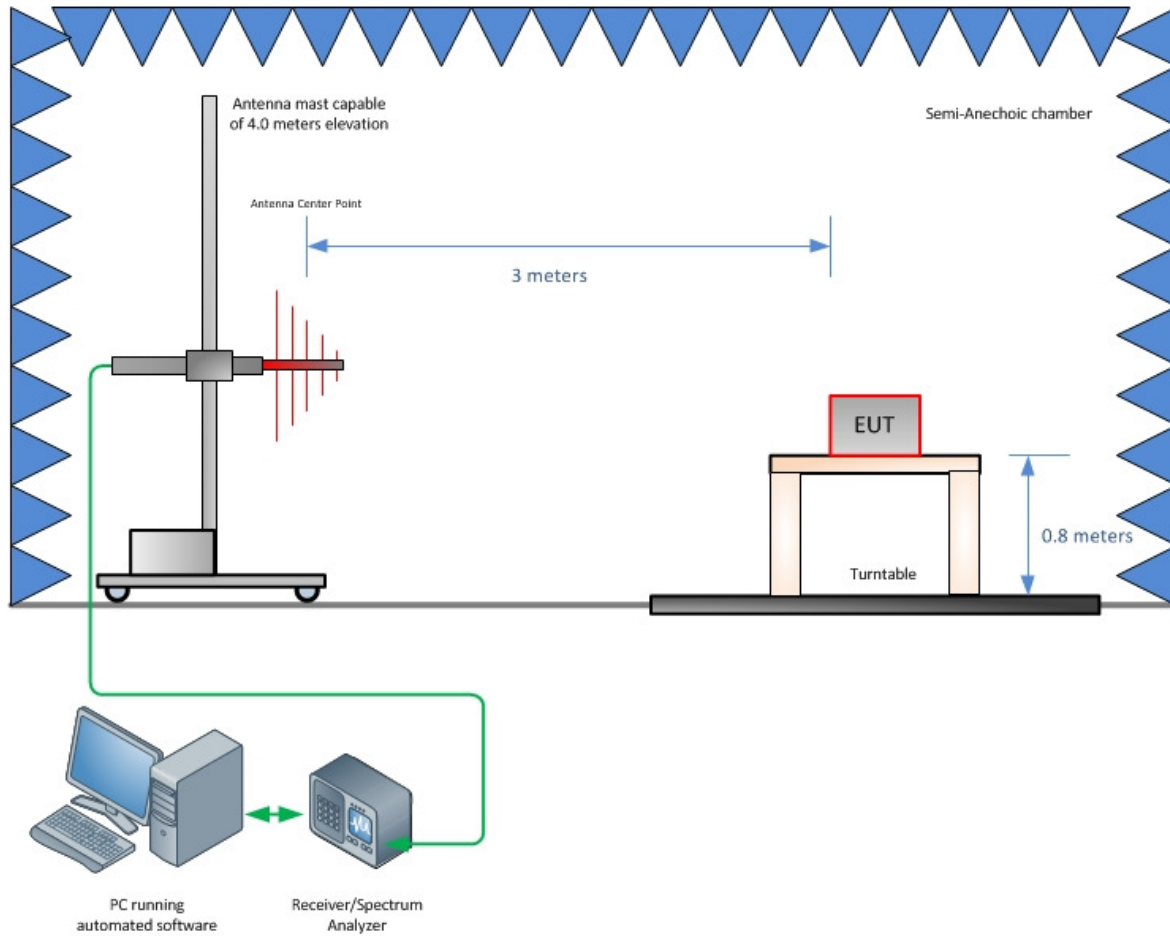 Antenna mast capable
of 4.0 meters elevation
Semi-Anechoic chamber
Antenna Center Point
3 meters
EUT
0.8 meters
Turntable
PC running
automated software
Receiver/Spectrum
Analyzer